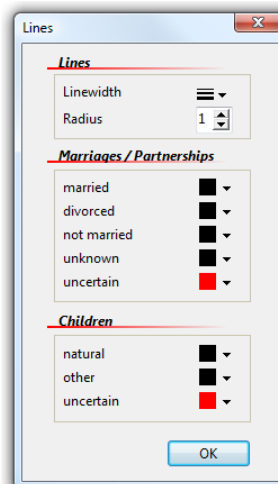 Lines
Lines
Linewidth
Radius 1
Marriages / Partnerships
married
divorced
not married
unknown
uncertain
Children
natural
other
uncertain
OK